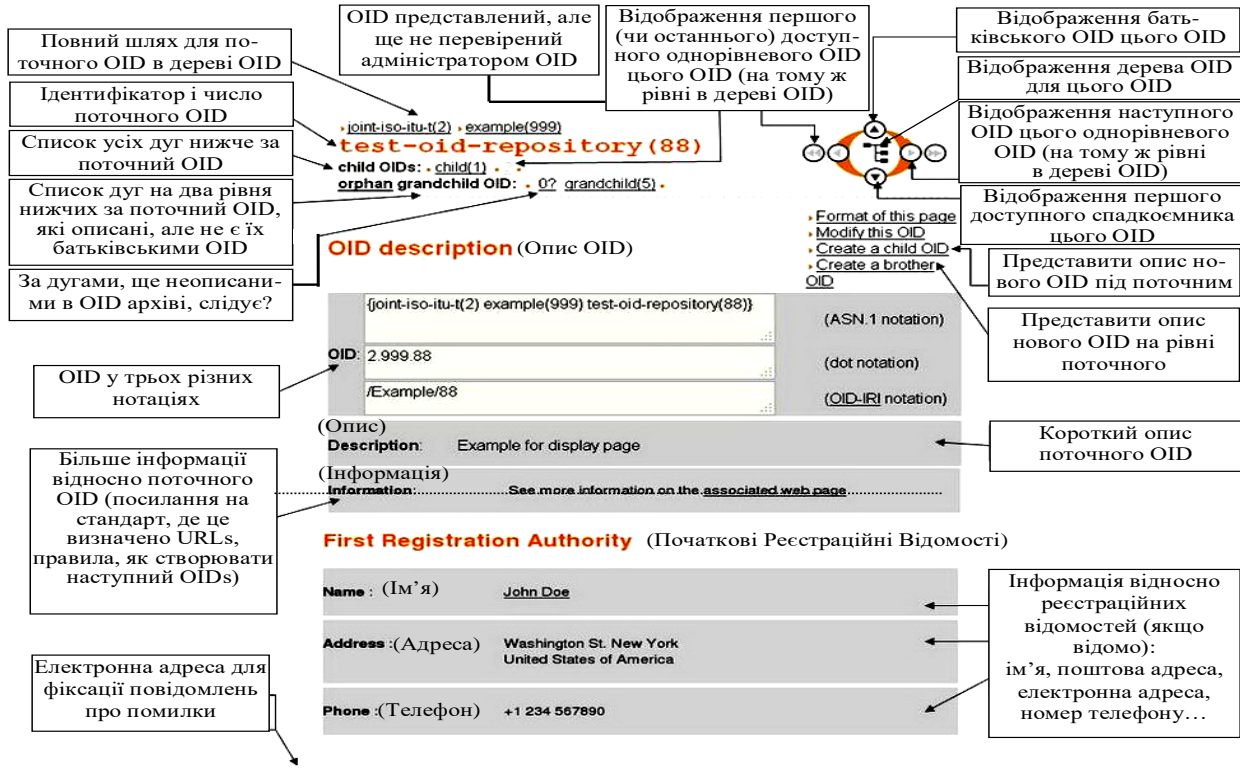 OID представлений, але
ще не перевірений
адміністратором OID
Відображення першого
(чи останнього) доступ-
ного однорівневого OID
цього OID (на тому ж
рівні в дереві OID)
Відображення бать-
ківського OID цього OID
Повний шлях для по-
точного OID в дереві OID
Відображення дерева OID
для цього OID
Ідентифікатор і число
поточного OID
Відображення наступного
OID цього однорівневого
OID (на тому ж рівні
в дереві OID)
joint-iso-itu-t(2) example(999)
test-oid-repository(88)
child OIDs: child(1)
orphan grandchild OID: 0? grandchild(5)
Список усіх дуг нижче за
поточний OID
Список дуг на два рівня
нижчих за поточний OID,
які описані, але не є їх
батьківськими OID
Відображення першого
доступного спадкоємника
цього OID
Format of this page
Modify this OID
Create a child OID
Create a brother
OID
OID description (Опис OID)
За дугами, ще неописани-
ми в OID архіві, слідує?
Представити опис но-
вого OID під поточним
Представити опис
нового OID на рівні
поточного
{joint-iso-itu-t(2) example(999) test-oid-repository(88)}
(ASN.1 notation)
OID: 2.999.88
(dot notation)
/Example/88
(OID-IRI notation)
OID у трьох різних
нотаціях
(Опис)
Description: Example for display page
Короткий опис
поточного OID
Більше інформації
відносно поточного
OID (посилання на
стандарт, де це
визначено URLs,
правила, як створювати
наступний OIDs)
(Інформація)
Information: See more information on the associated web page
First Registration Authority (Початкові Реєстраційні Відомості)
Name : (Ім’я) John Doe
Address :(Адреса) Washington St. New York
United States of America
Phone :(Телефон) +1 234 567890
Інформація відносно
реєстраційних
відомостей (якщо
відомо):
ім’я, поштова адреса,
електронна адреса,
номер телефону…
Електронна адреса для
фіксації повідомлень
про помилки